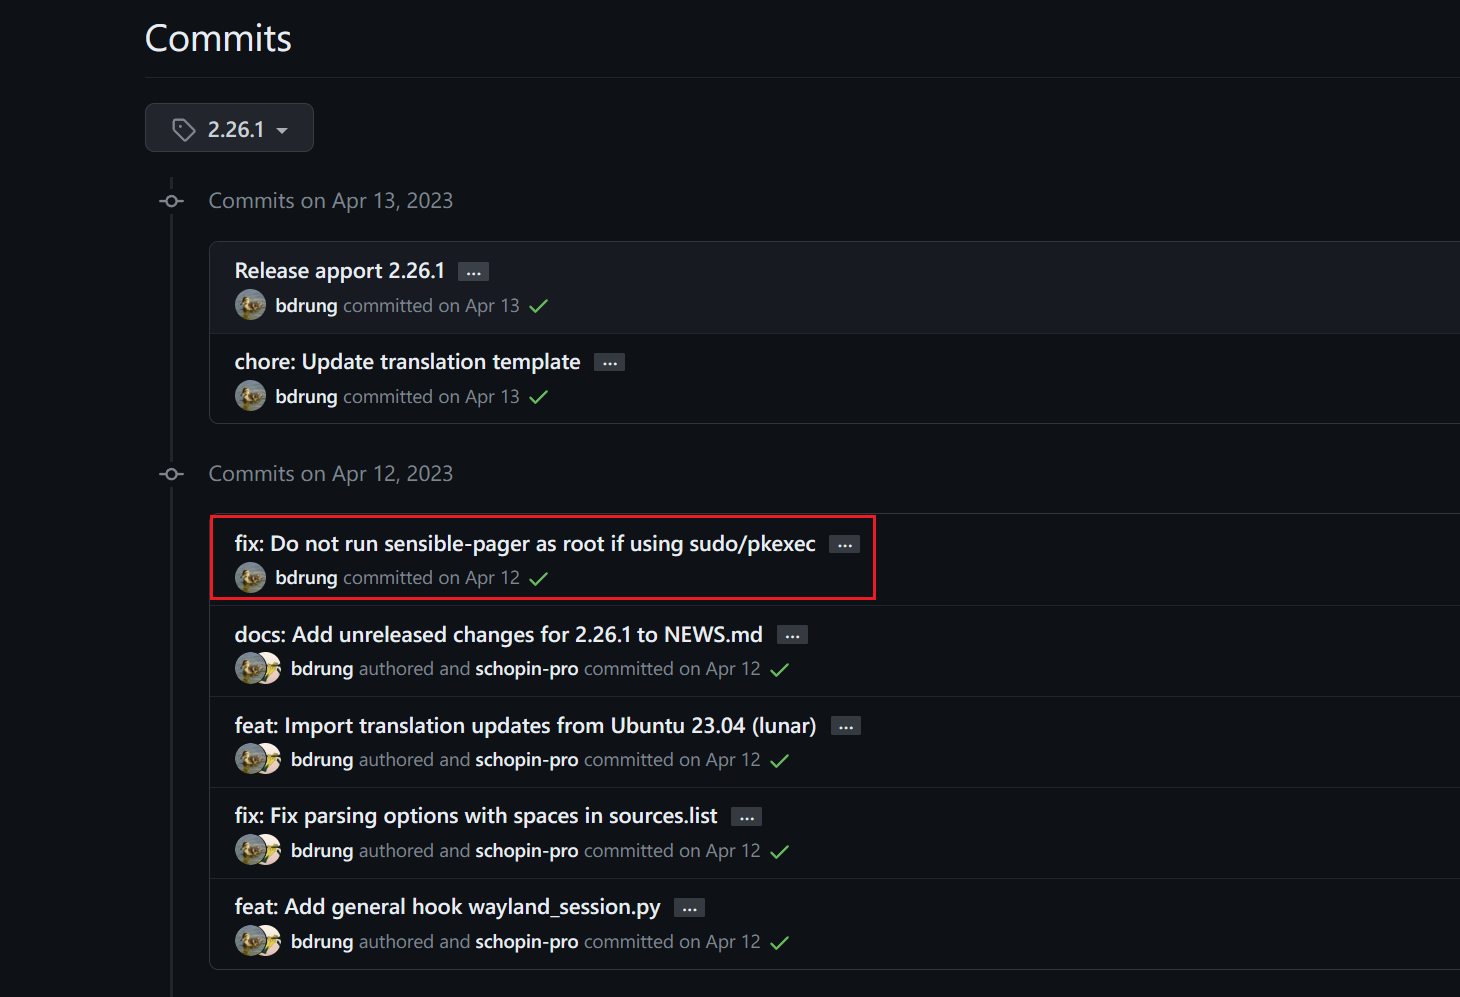 Commits
2.26.1
Commits on Apr 13, 2023
Release apport 2.26.1 ...
bdrung committed on Apr 13
chore: Update translation template ...
bdrung committed on Apr 13
Commits on Apr 12, 2023
fix: Do not run sensible-pager as root if using sudo/pkexec ...
bdrung committed on Apr 12
docs: Add unreleased changes for 2.26.1 to NEWS.md ...
bdrung authored and schopin-pro committed on Apr 12
feat: Import translation updates from Ubuntu 23.04 (lunar) ...
bdrung authored and schopin-pro committed on Apr 12
fix: Fix parsing options with spaces in sources.list ...
bdrung authored and schopin-pro committed on Apr 12
feat: Add general hook wayland_session.py ...
bdrung authored and schopin-pro committed on Apr 12